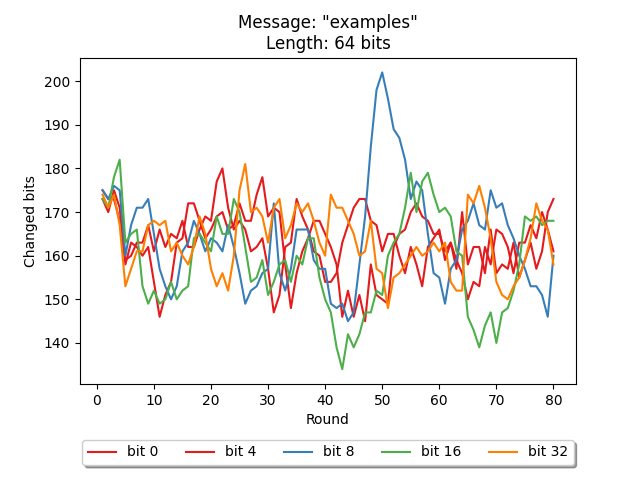 Message: "examples"
Length: 64 bits
200
190
180
170
160
150
140
Changed bits
0 10 20 30 40 50 60 70 80
Round
bit 0 bit 4 bit 8 bit 16 bit 32